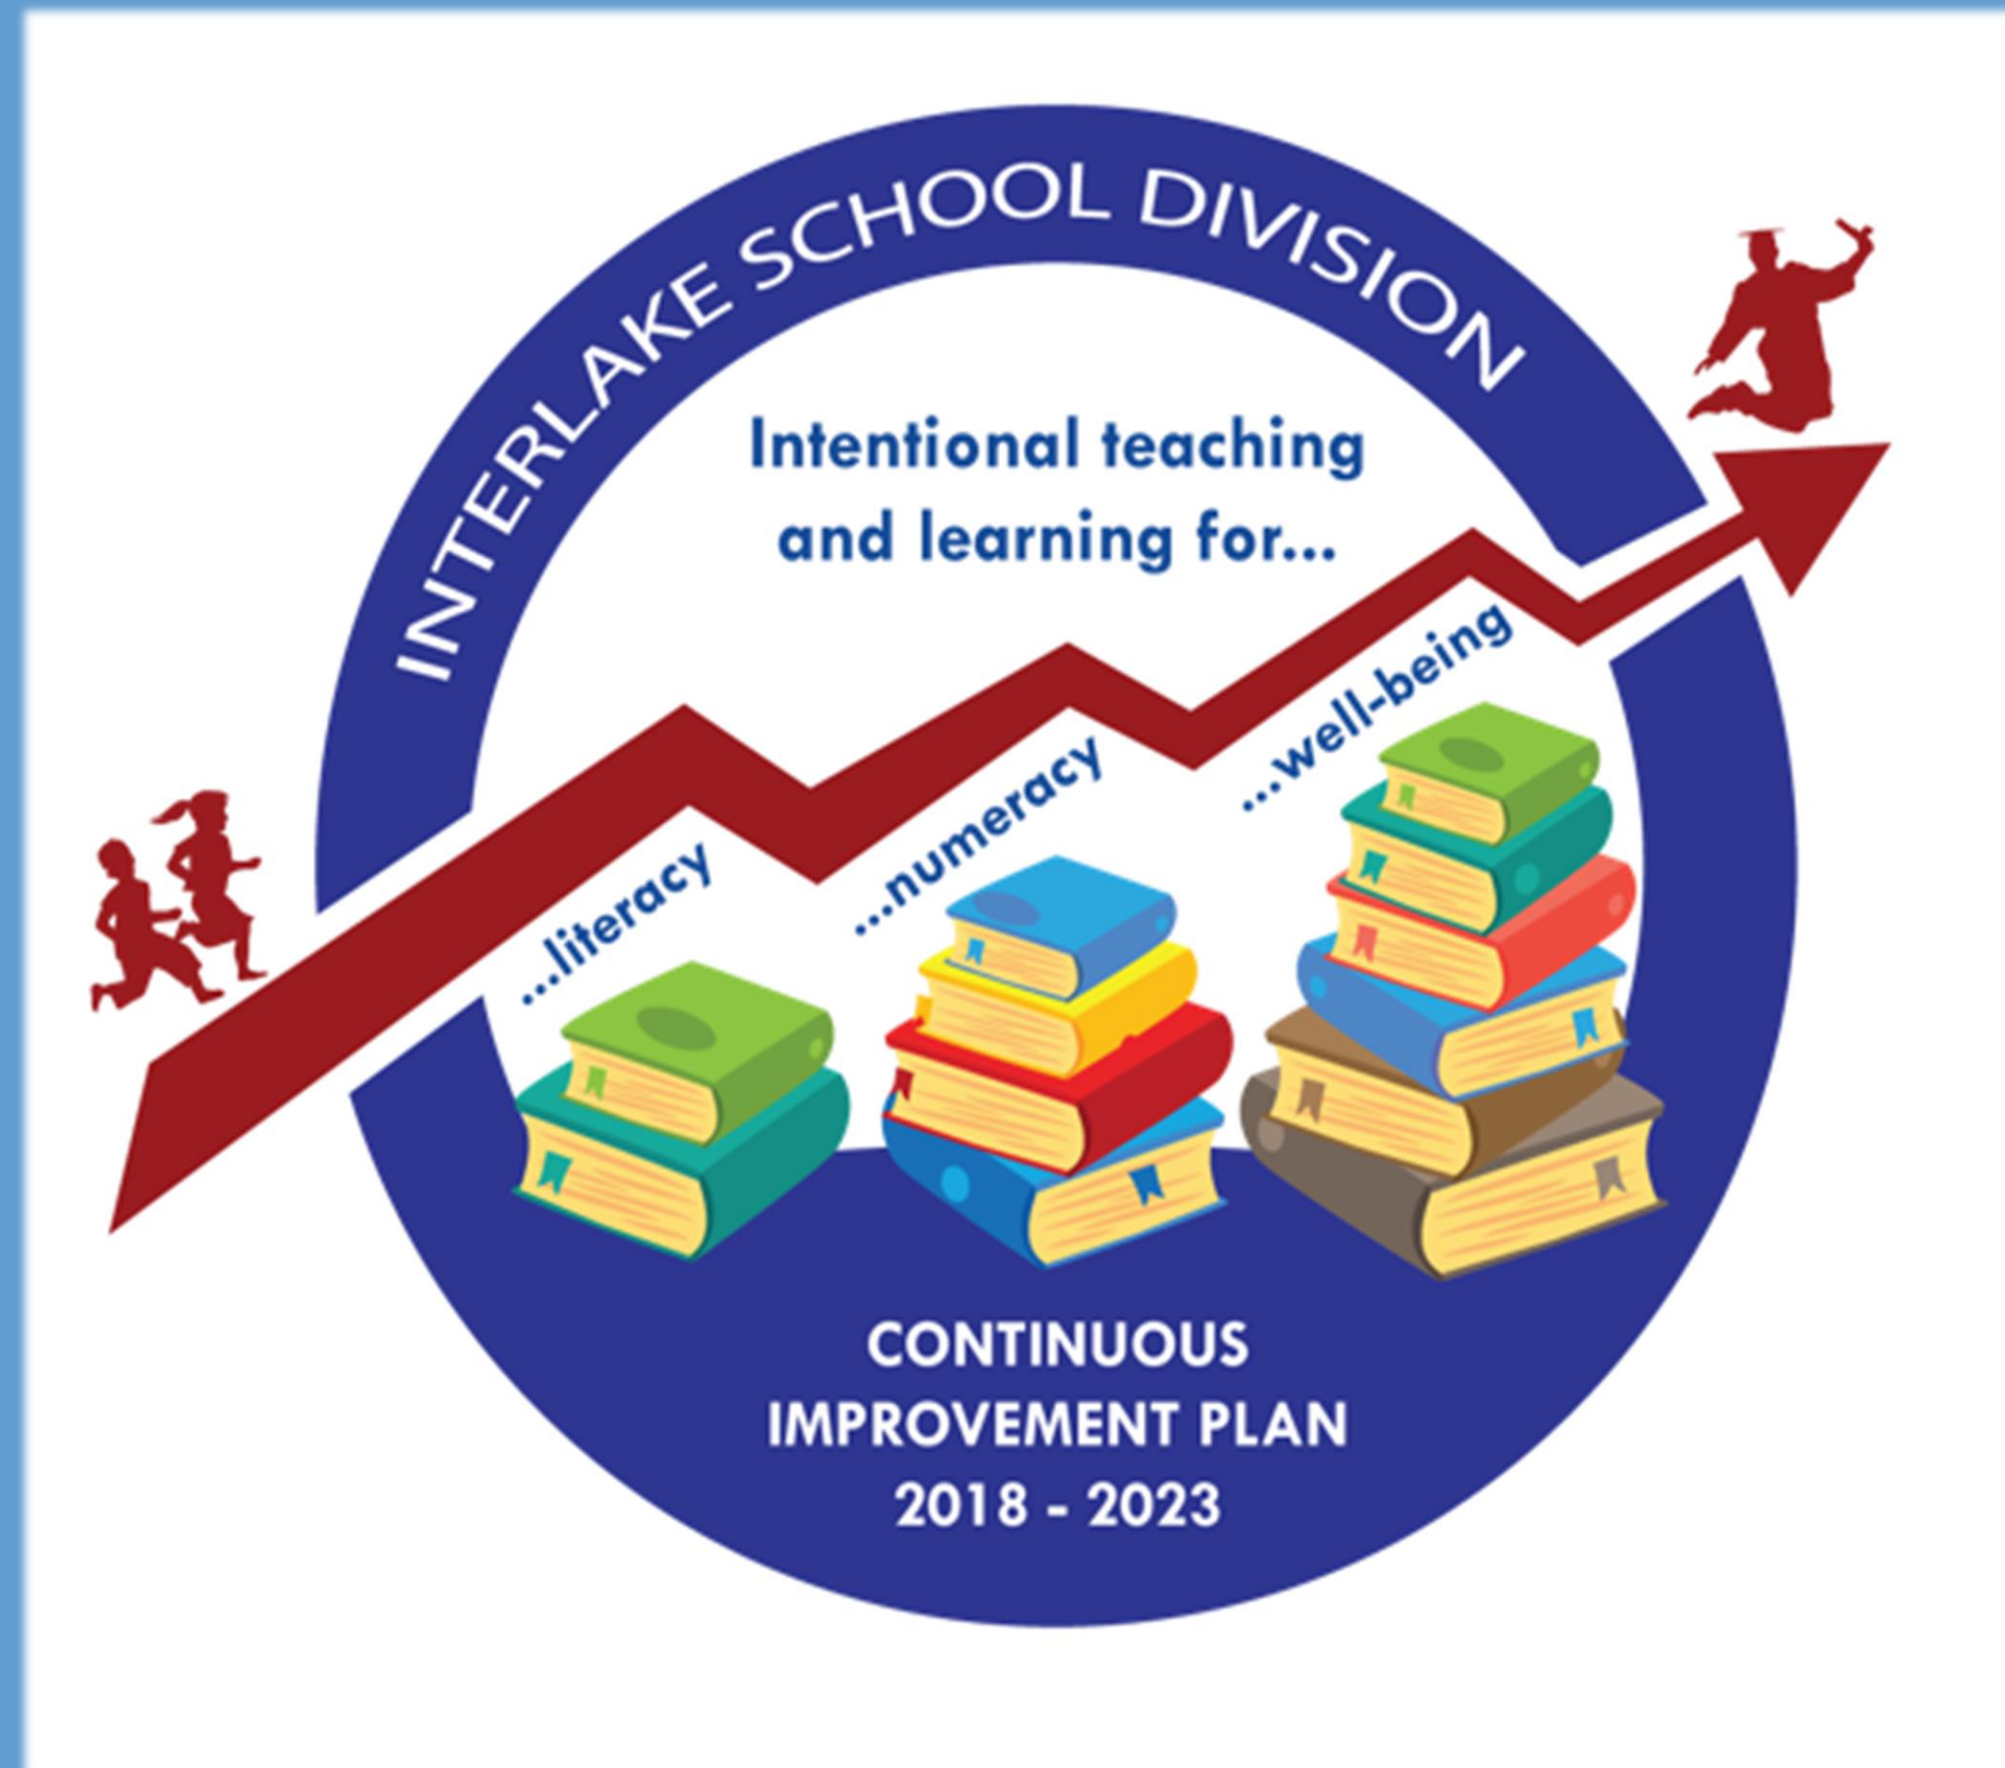 INTERLAKE SCHOOL DIVISION
Intentional teaching
and learning for...
...literacy
...numeracy
...well-being
CONTINUOUS
IMPROVEMENT PLAN
2018 - 2023